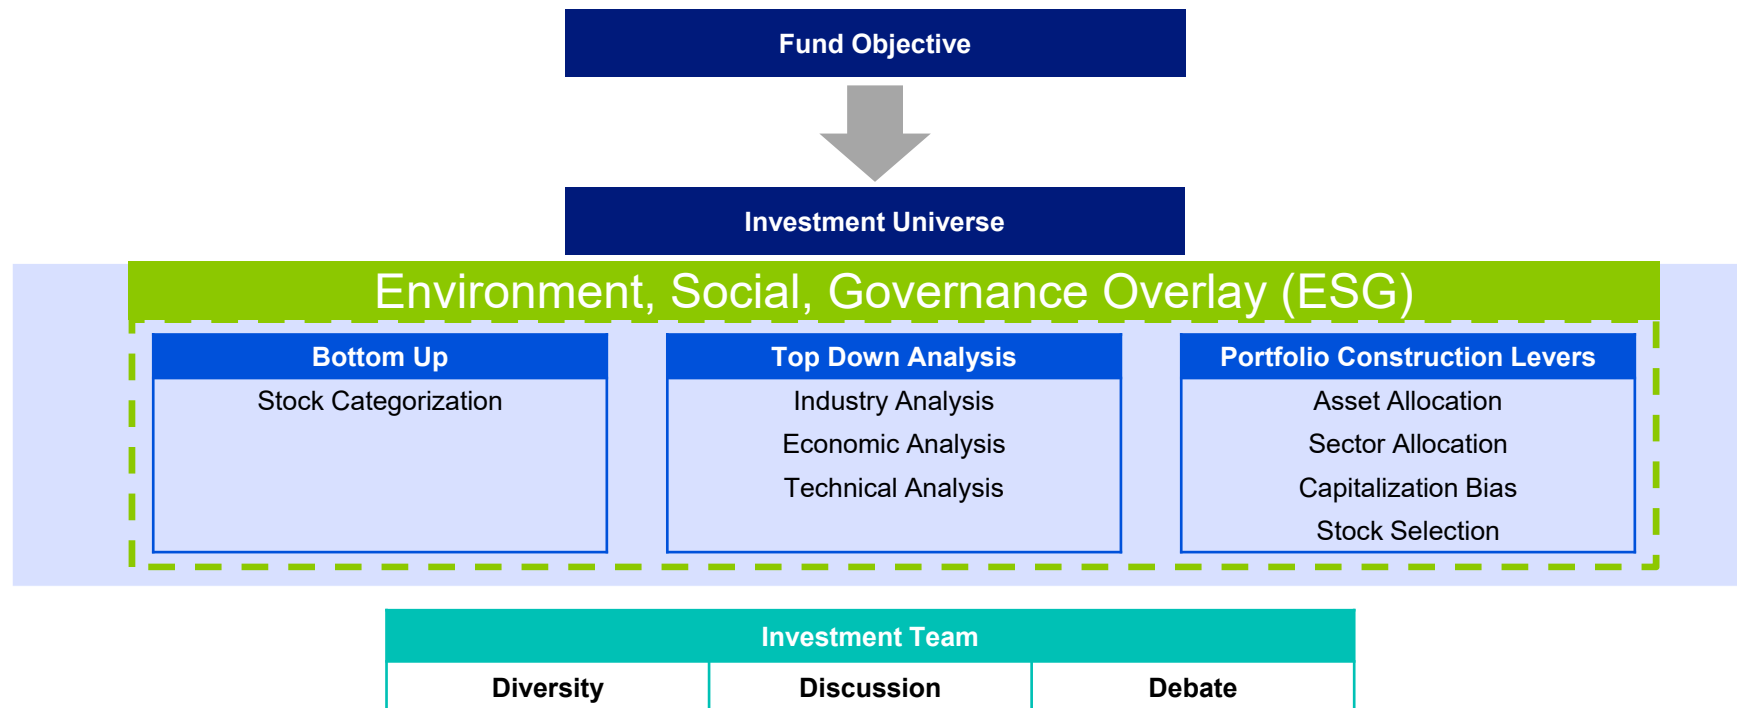 Fund Objective
Investment Universe
Environment, Social, Governance Overlay (ESG)
Bottom Up
Stock Categorization
Top Down Analysis
Industry Analysis
Economic Analysis
Technical Analysis
Portfolio Construction Levers
Asset Allocation
Sector Allocation
Capitalization Bias
Stock Selection
Investment Team
Diversity
Discussion
Debate